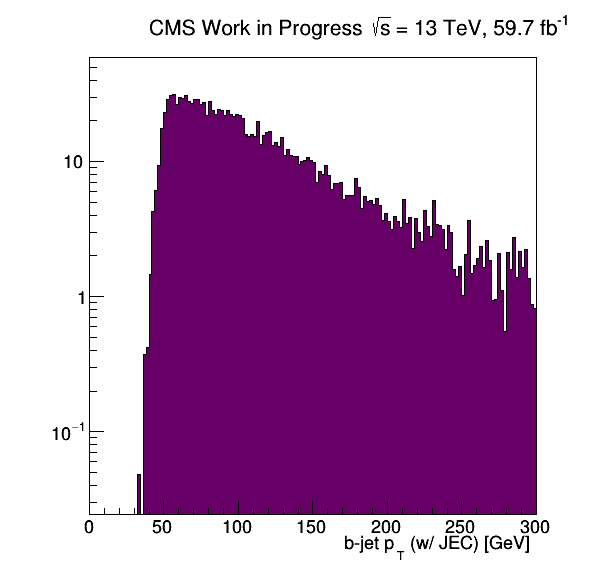 CMS Work in Progress √s = 13 TeV, 59.7 fb⁻¹
10
1
10⁻¹
0 50 100 150 200 250 300
b-jet p_T (w/ JEC) [GeV]